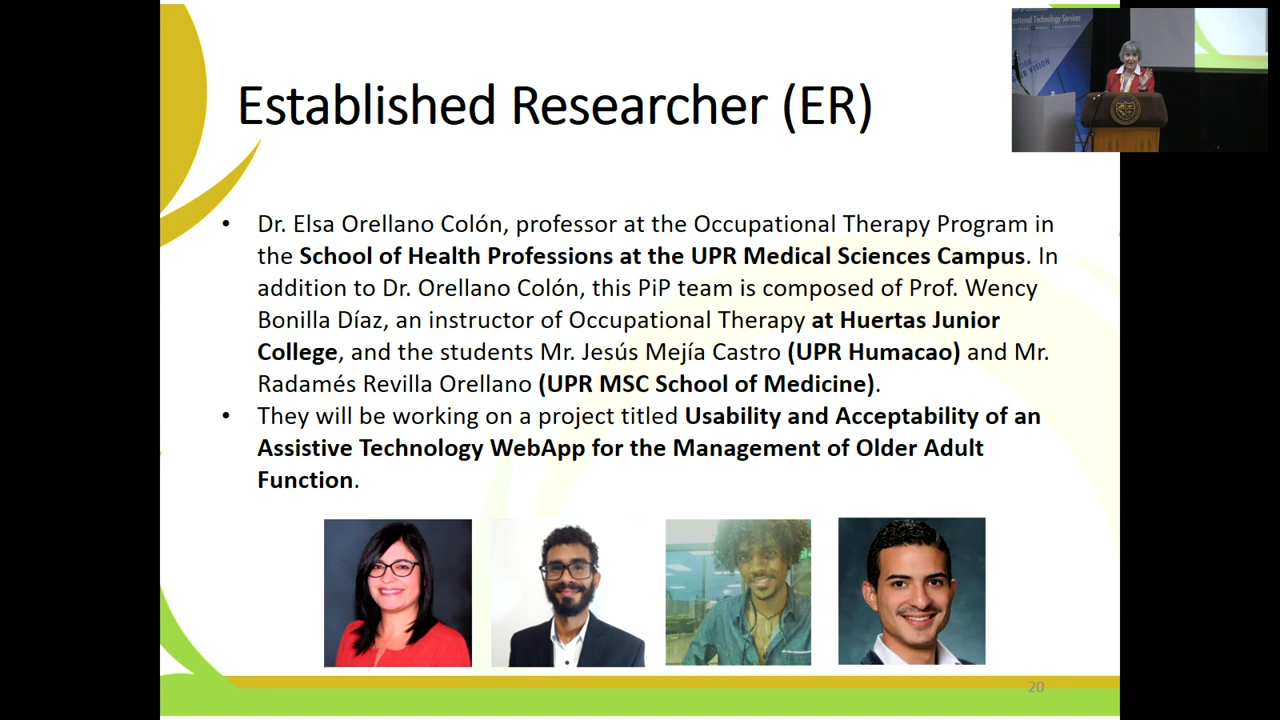 Established Researcher (ER)
• Dr. Elsa Orellano Colón, professor at the Occupational Therapy Program in
the School of Health Professions at the UPR Medical Sciences Campus. In
addition to Dr. Orellano Colón, this PiP team is composed of Prof. Wency
Bonilla Díaz, an instructor of Occupational Therapy at Huertas Junior
College, and the students Mr. Jesús Mejía Castro (UPR Humacao) and Mr.
Radamés Revilla Orellano (UPR MSC School of Medicine).
• They will be working on a project titled Usability and Acceptability of an
Assistive Technology WebApp for the Management of Older Adult
Function.
20
Technology Services
VISION